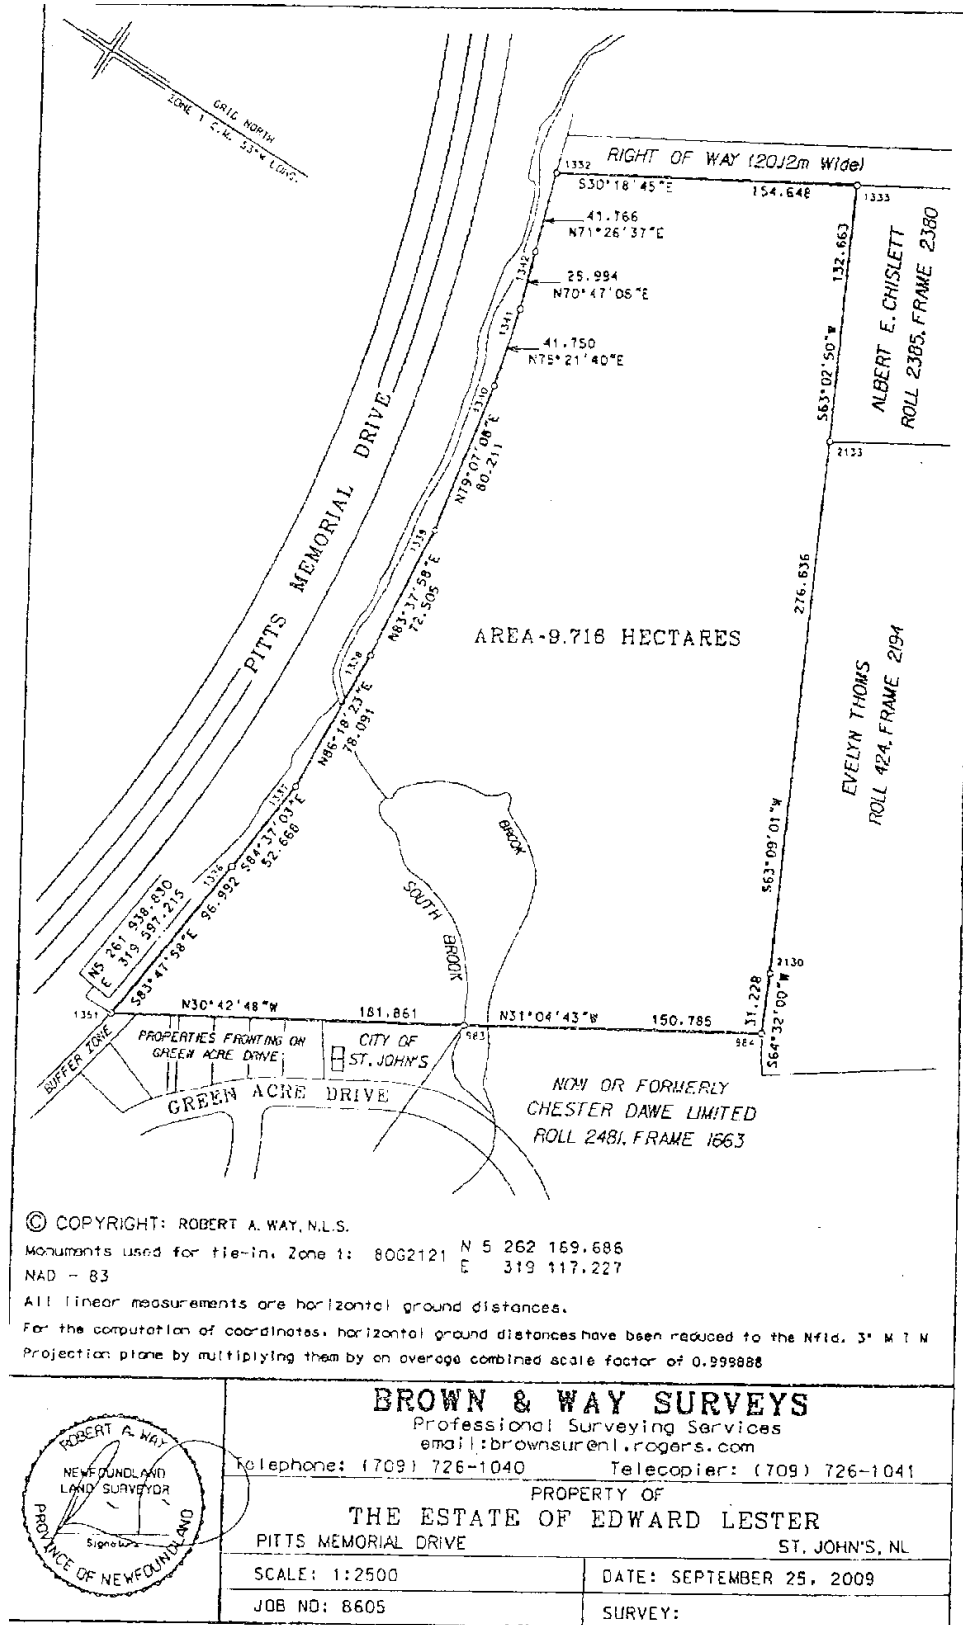 GRID NORTH
ZONE 1 C.M. 53°W LONG.
RIGHT OF WAY (20.12m Wide)
1332
S30°18'45"E 154.648
1333
41.766
N71°26'37"E
1342
25.994
N70°47'06"E
1341
41.750
N75°21'40"E
1340
N79°07'08"E
80.211
1339
N83°37'58"E
72.505
1328
N86°18'23"E
78.091
1337
S84°37'03"E
52.668
1336
S83°47'58"E 96.992
N5 261 938.830
E 319 597.215
1351
132.663
S63°02'50"W
ALBERT E. CHISLETT
ROLL 2385, FRAME 2380
2133
276.636
S63°09'01"W
EVELYN THOMS
ROLL 424, FRAME 2194
2130
31.228
S64°32'00"W
984
PITTS MEMORIAL DRIVE
AREA-9.716 HECTARES
BROOK
SOUTH
BROOK
N30°42'48"W 181.861
983
N31°04'43"W 150.785
BUFFER ZONE
PROPERTIES FRONTING ON
GREEN ACRE DRIVE
CITY OF
ST. JOHN'S
GREEN ACRE DRIVE
NOW OR FORMERLY
CHESTER DAWE LIMITED
ROLL 2481, FRAME 1663
© COPYRIGHT: ROBERT A. WAY, N.L.S.
Monuments used for tie-in, Zone 1: 80G2121 N 5 262 169.686
E 319 117.227
NAD - 83
All linear measurements are horizontal ground distances.
For the computation of coordinates, horizontal ground distances have been reduced to the Nfld. 3° M T M
Projection plane by multiplying them by an average combined scale factor of 0.999888
ROBERT A. WAY
NEWFOUNDLAND
LAND SURVEYOR
Signature
PROVINCE OF NEWFOUNDLAND
BROWN & WAY SURVEYS
Professional Surveying Services
email:brownsur@nl.rogers.com
Telephone: (709) 726-1040 Telecopier: (709) 726-1041
PROPERTY OF
THE ESTATE OF EDWARD LESTER
PITTS MEMORIAL DRIVE ST. JOHN'S, NL
SCALE: 1:2500 DATE: SEPTEMBER 25, 2009
JOB NO: 8605 SURVEY: